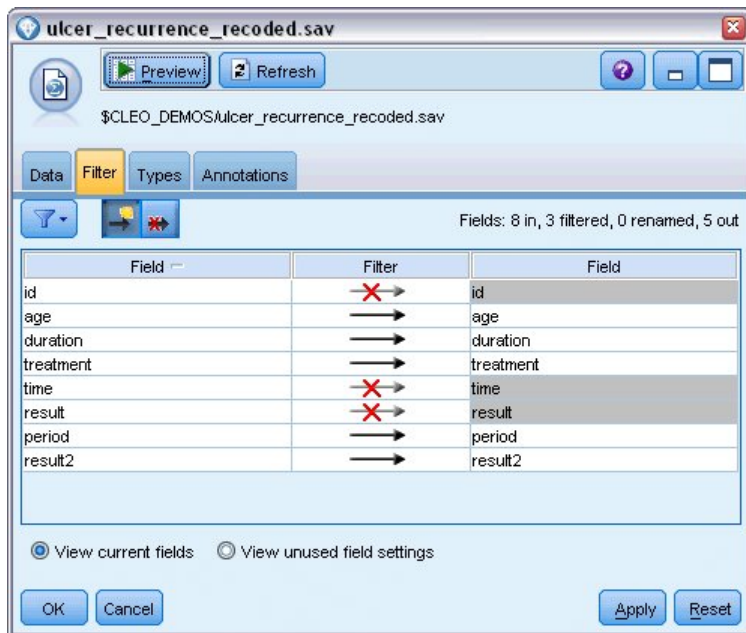 ulcer_recurrence_recoded.sav
Preview Refresh
$CLEO_DEMOS/ulcer_recurrence_recoded.sav
Data Filter Types Annotations
Fields: 8 in, 3 filtered, 0 renamed, 5 out
Field Filter Field
id id
age age
duration duration
treatment treatment
time time
result result
period period
result2 result2
View current fields View unused field settings
OK Cancel Apply Reset